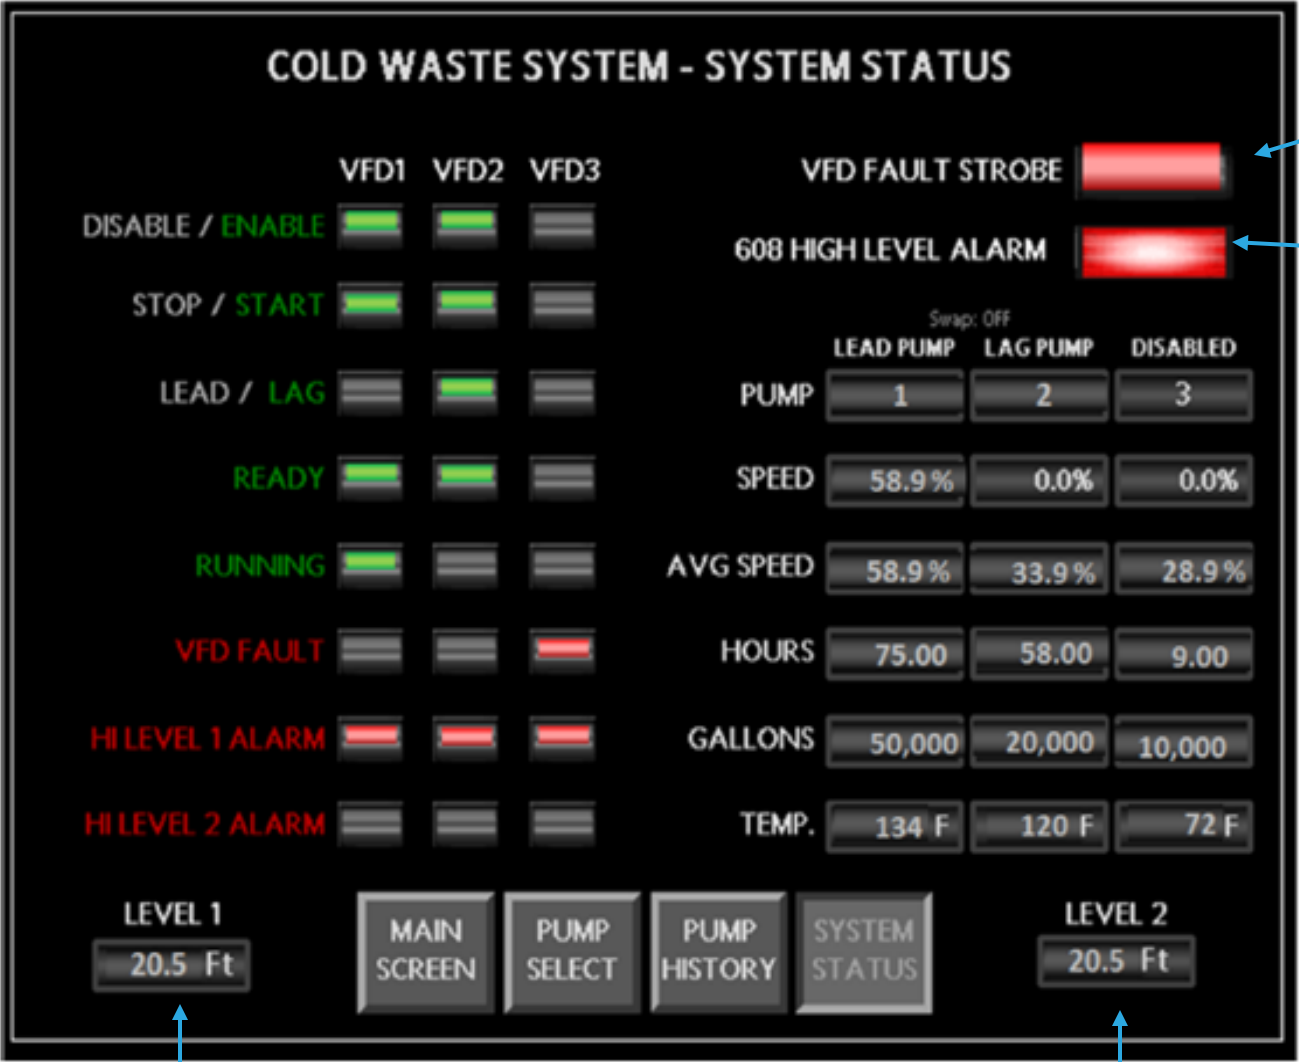 COLD WASTE SYSTEM - SYSTEM STATUS
VFD1 VFD2 VFD3
DISABLE / ENABLE
STOP / START
LEAD / LAG
READY
RUNNING
VFD FAULT
HI LEVEL 1 ALARM
HI LEVEL 2 ALARM
VFD FAULT STROBE
608 HIGH LEVEL ALARM
Swap: OFF
LEAD PUMP LAG PUMP DISABLED
PUMP 1 2 3
SPEED 58.9% 0.0% 0.0%
AVG SPEED 58.9% 33.9% 28.9%
HOURS 75.00 58.00 9.00
GALLONS 50,000 20,000 10,000
TEMP. 134 F 120 F 72 F
LEVEL 1
20.5 Ft
MAIN
SCREEN
PUMP
SELECT
PUMP
HISTORY
SYSTEM
STATUS
LEVEL 2
20.5 Ft